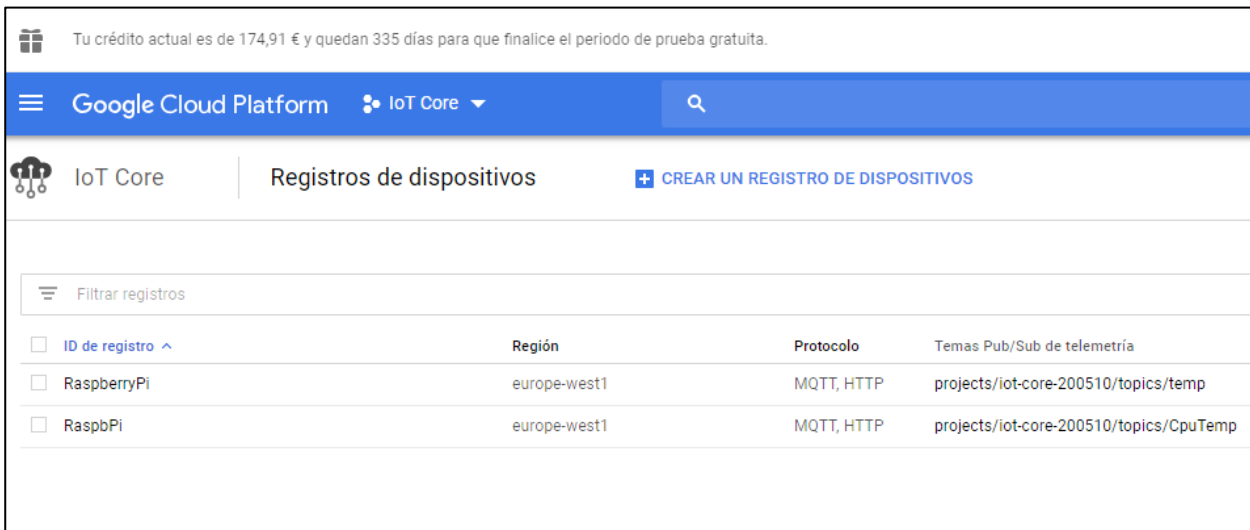 Tu crédito actual es de 174,91 € y quedan 335 días para que finalice el periodo de prueba gratuita.
Google Cloud Platform IoT Core
IoT Core Registros de dispositivos CREAR UN REGISTRO DE DISPOSITIVOS
Filtrar registros
ID de registro Región Protocolo Temas Pub/Sub de telemetría
RaspberryPi europe-west1 MQTT, HTTP projects/iot-core-200510/topics/temp
RaspbPi europe-west1 MQTT, HTTP projects/iot-core-200510/topics/CpuTemp